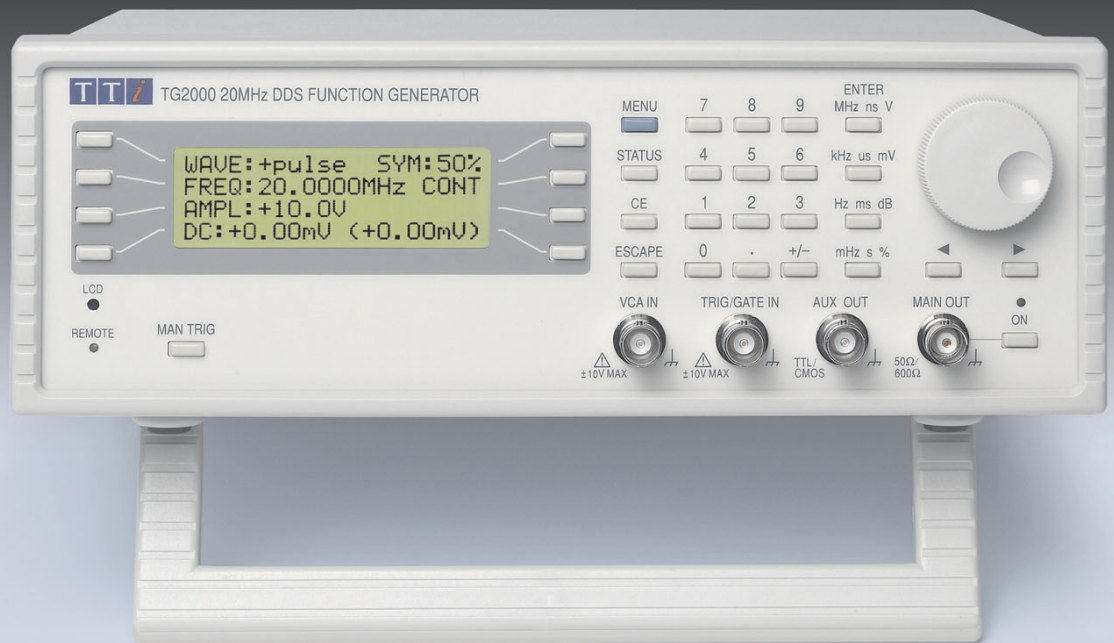 TTi TG2000 20MHz DDS FUNCTION GENERATOR
WAVE:+pulse SYM:50%
FREQ:20.0000MHz CONT
AMPL:+10.0V
DC:+0.00mV (+0.00mV)
LCD
REMOTE
MAN TRIG
MENU 7 8 9 ENTER
MHz ns V
STATUS 4 5 6 kHz us mV
CE 1 2 3 Hz ms dB
ESCAPE 0 . +/− mHz s %
◄ ►
VCA IN TRIG/GATE IN AUX OUT MAIN OUT
ON
±10V MAX ±10V MAX TTL/
CMOS 50Ω/
600Ω